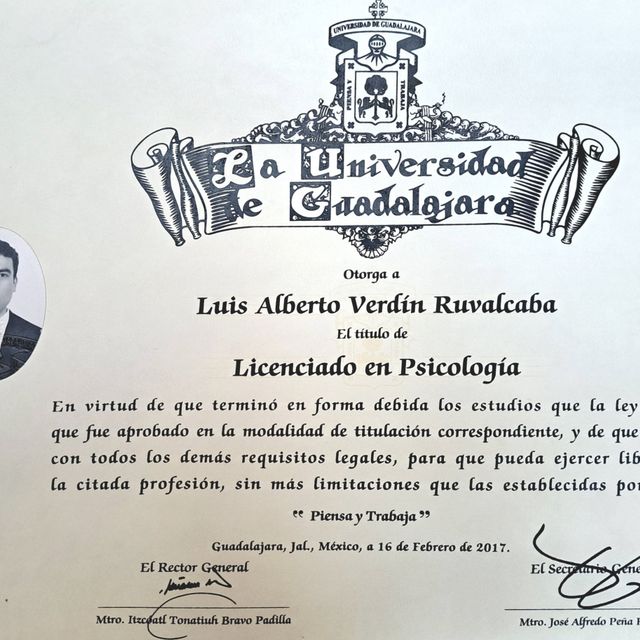 UNIVERSIDAD DE GUADALAJARA
PIENSA Y
TRABAJA
La Universidad
de Guadalajara
Otorga a
Luis Alberto Verdín Ruvalcaba
El título de
Licenciado en Psicología
En virtud de que terminó en forma debida los estudios que la ley
que fue aprobado en la modalidad de titulación correspondiente, y de que
con todos los demás requisitos legales, para que pueda ejercer lib
la citada profesión, sin más limitaciones que las establecidas por
“ Piensa y Trabaja ”
Guadalajara, Jal., México, a 16 de Febrero de 2017.
El Rector General
El Secretario Gene
Mtro. Itzcóatl Tonatiuh Bravo Padilla
Mtro. José Alfredo Peña